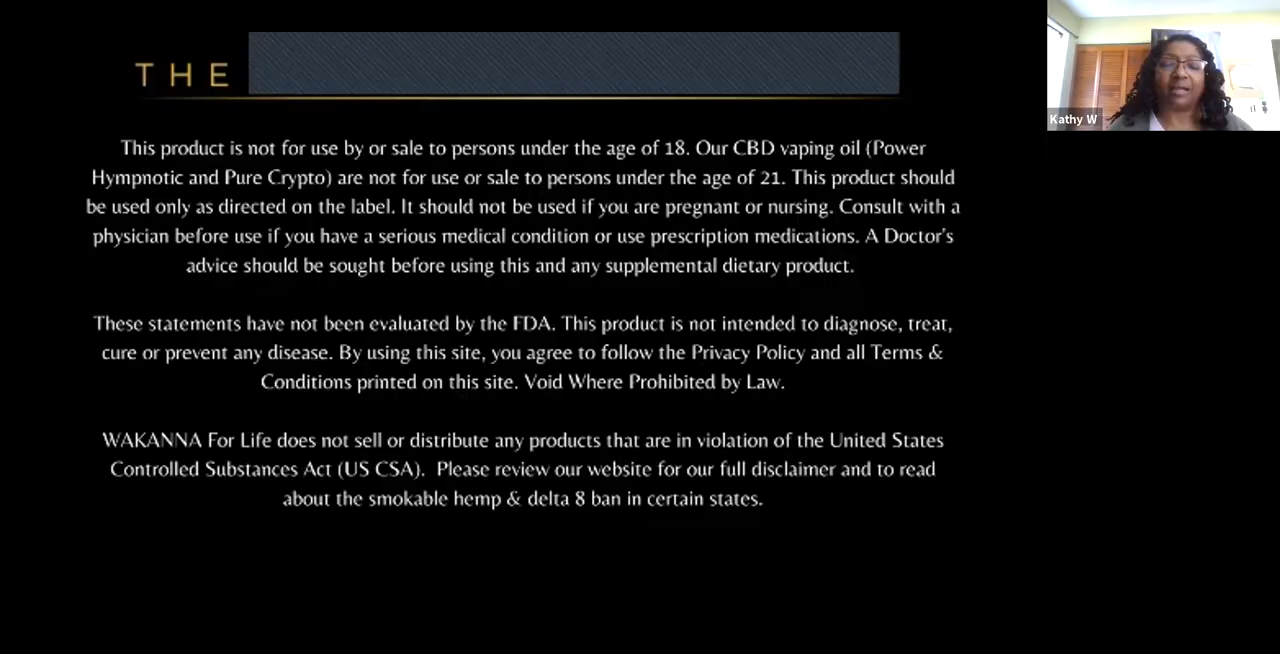 THE
This product is not for use by or sale to persons under the age of 18. Our CBD vaping oil (Power
Hympnotic and Pure Crypto) are not for use or sale to persons under the age of 21. This product should
be used only as directed on the label. It should not be used if you are pregnant or nursing. Consult with a
physician before use if you have a serious medical condition or use prescription medications. A Doctor's
advice should be sought before using this and any supplemental dietary product.
These statements have not been evaluated by the FDA. This product is not intended to diagnose, treat,
cure or prevent any disease. By using this site, you agree to follow the Privacy Policy and all Terms &
Conditions printed on this site. Void Where Prohibited by Law.
WAKANNA For Life does not sell or distribute any products that are in violation of the United States
Controlled Substances Act (US CSA).  Please review our website for our full disclaimer and to read
about the smokable hemp & delta 8 ban in certain states.
Kathy W